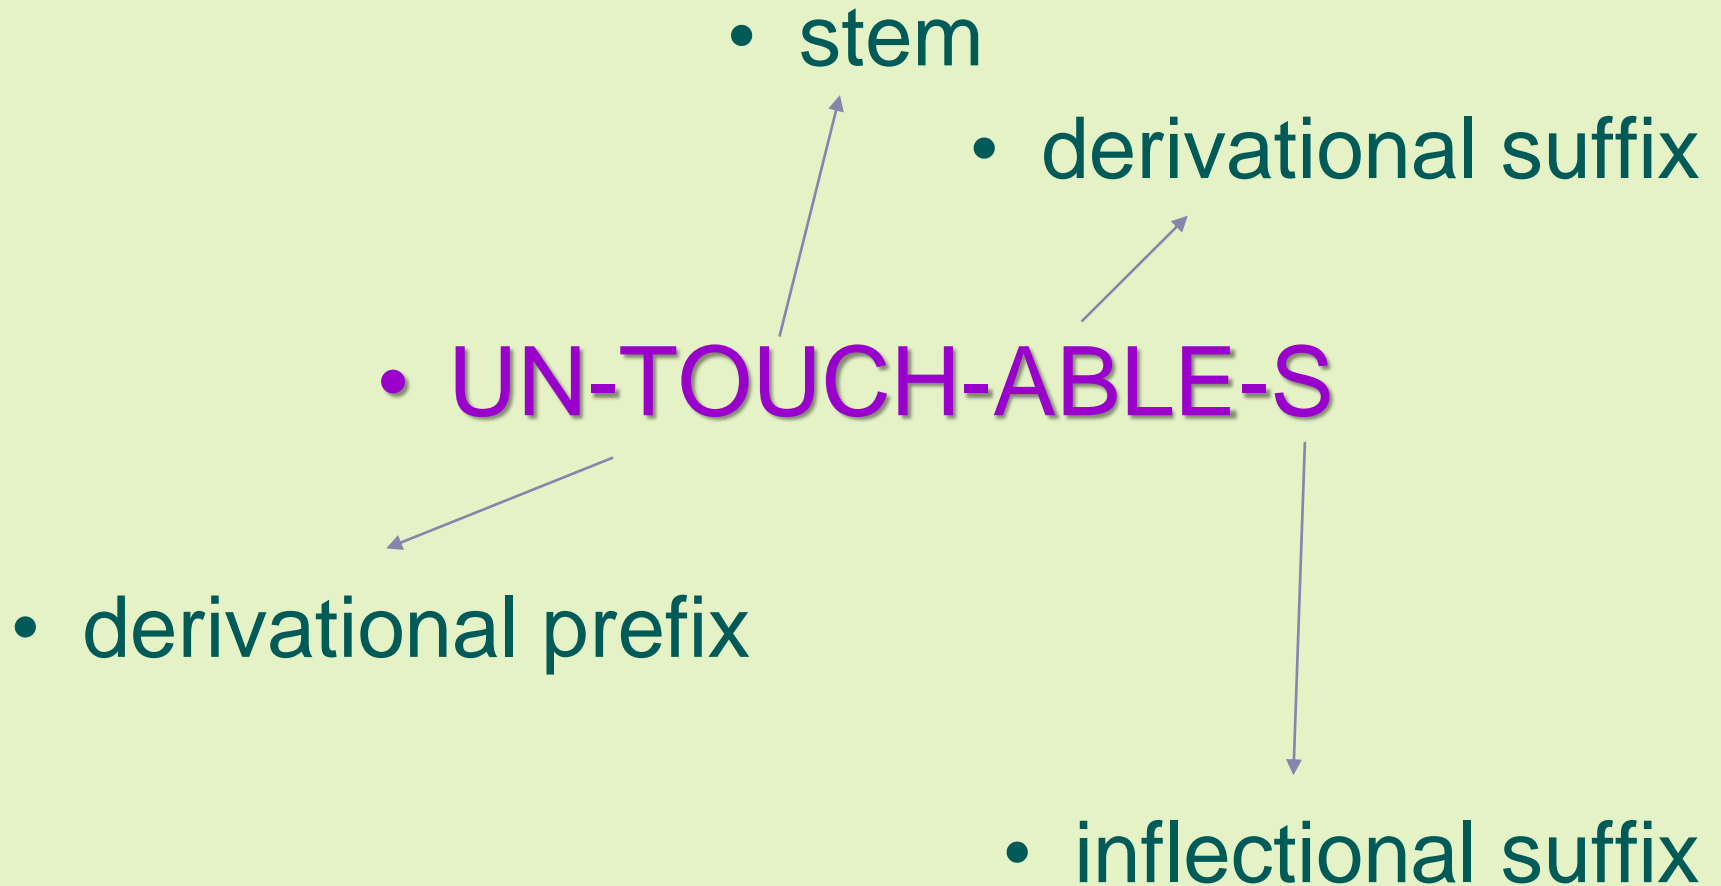 • stem
• derivational suffix
• UN-TOUCH-ABLE-S
• derivational prefix
• inflectional suffix